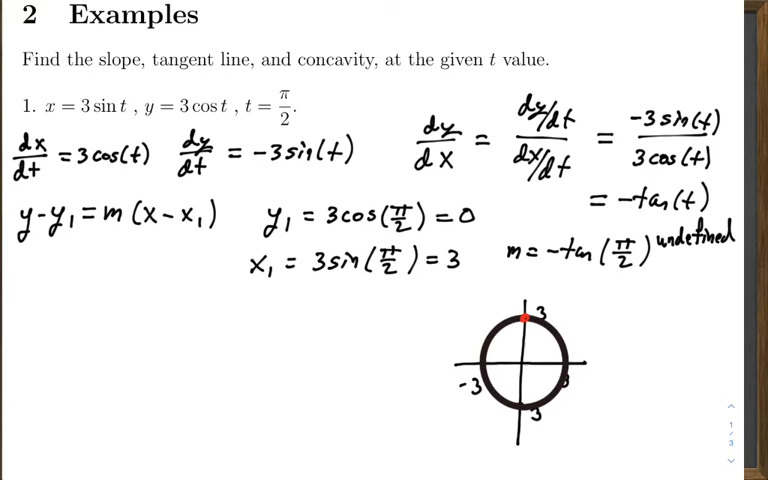 2 Examples
Find the slope, tangent line, and concavity, at the given t value.
1. x = 3 sin t , y = 3 cos t , t = π/2 .
dx/dt = 3cos(t) dy/dt = -3sin(t) dy/dx = (dy/dt)/(dx/dt) = -3sin(t)/3cos(t)
= -tan(t)
y-y₁ = m(x-x₁) y₁ = 3cos(π/2) = 0
x₁ = 3sin(π/2) = 3 m = -tan(π/2) undefined
3
-3 3
3
1
/
3